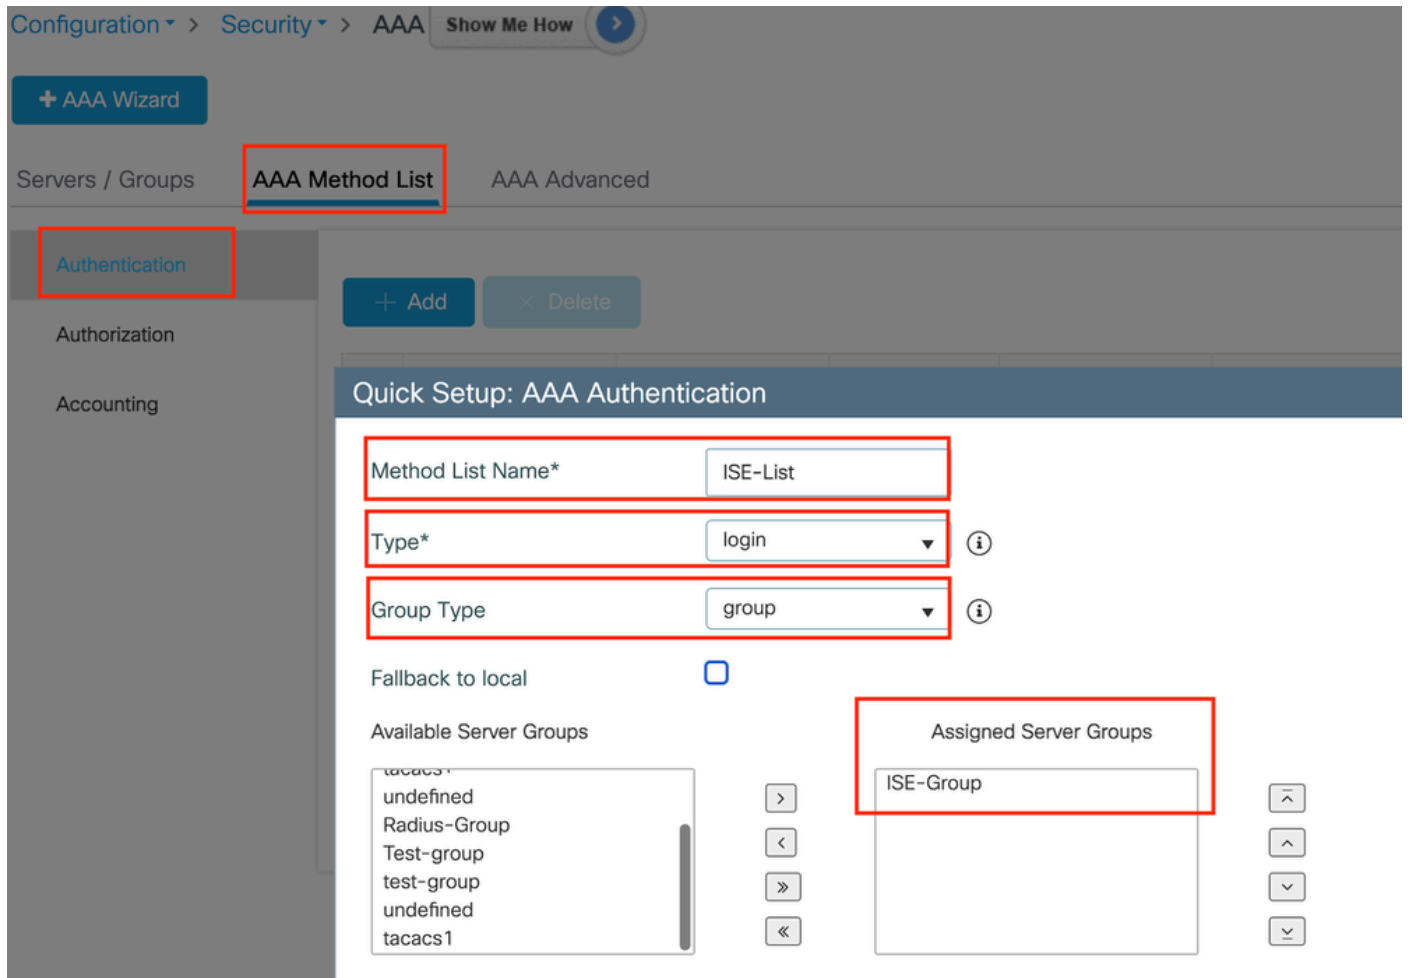 Configuration > Security > AAA Show Me How
+ AAA Wizard
Servers / Groups AAA Method List AAA Advanced
Authentication
Authorization
Accounting
+ Add × Delete
Quick Setup: AAA Authentication
Method List Name* ISE-List
Type* login
Group Type group
Fallback to local
Available Server Groups Assigned Server Groups
undefined
Radius-Group
Test-group
test-group
undefined
tacacs1
ISE-Group